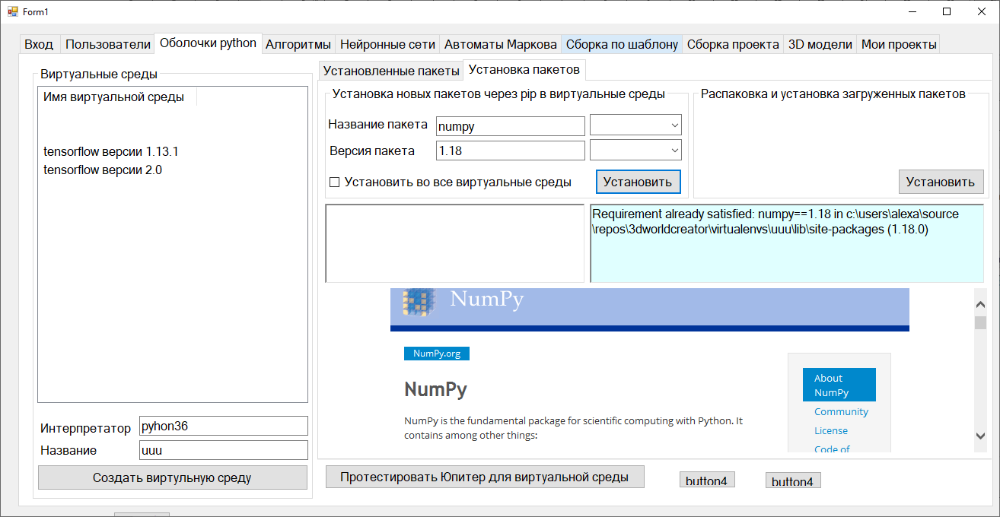 Form1
Вход
Пользователи
Оболочки python
Алгоритмы
Нейронные сети
Автоматы Маркова
Сборка по шаблону
Сборка проекта
3D модели
Мои проекты
Виртуальные среды
Имя виртуальной среды
tensorflow версии 1.13.1
tensorflow версии 2.0
Интерпретатор
pyhon36
Название
uuu
Создать виртульную среду
Установленные пакеты
Установка пакетов
Установка новых пакетов через pip в виртуальные среды
Название пакета
numpy
Версия пакета
1.18
Установить во все виртуальные среды
Установить
Распаковка и установка загруженных пакетов
Установить
Requirement already satisfied: numpy==1.18 in c:\users\alexa\source
\repos\3dworldcreator\virtualenvs\uuu\lib\site-packages (1.18.0)
NumPy
NumPy.org
NumPy
NumPy is the fundamental package for scientific computing with Python. It
contains among other things:
About
NumPy
Community
License
Code of
Протестировать Юпитер для виртуальной среды
button4
button4